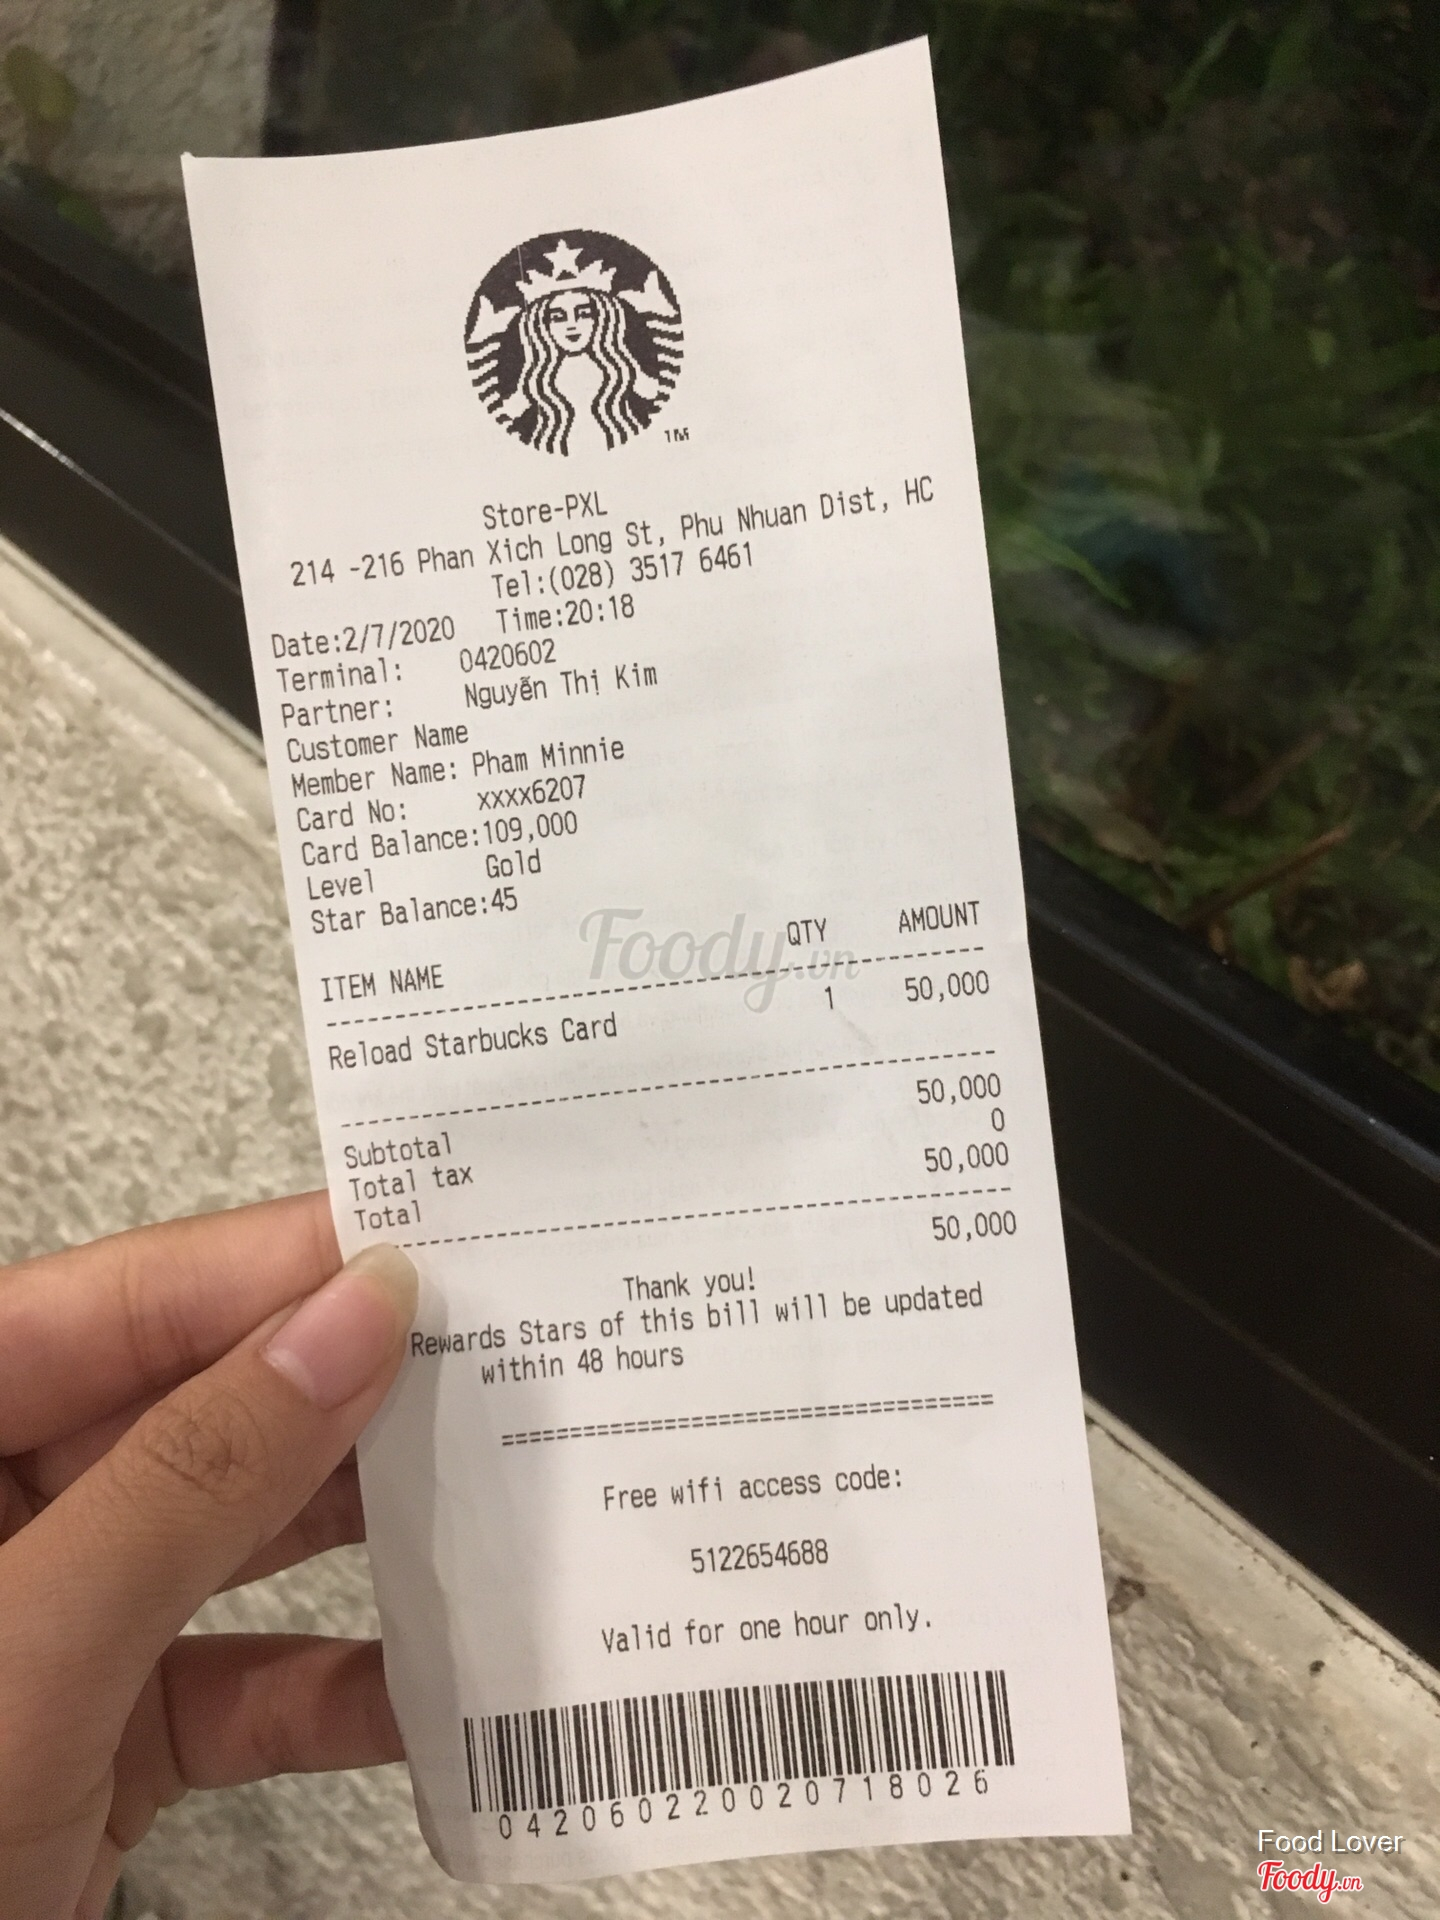 TM
Store-PXL
214 -216 Phan Xich Long St, Phu Nhuan Dist, HC
Tel:(028) 3517 6461
Date:2/7/2020 Time:20:18
Terminal: 0420602
Partner: Nguyễn Thị Kim
Customer Name
Member Name: Pham Minnie
Card No: xxxx6207
Card Balance:109,000
Level Gold
Star Balance:45
ITEM NAME QTY AMOUNT
Reload Starbucks Card 1 50,000
Subtotal 50,000
Total tax 0
Total 50,000
50,000
Thank you!
Rewards Stars of this bill will be updated
within 48 hours
===================================
Free wifi access code:
5122654688
Valid for one hour only.
042060220020718026
Foody.vn
Food Lover
Foody.vn